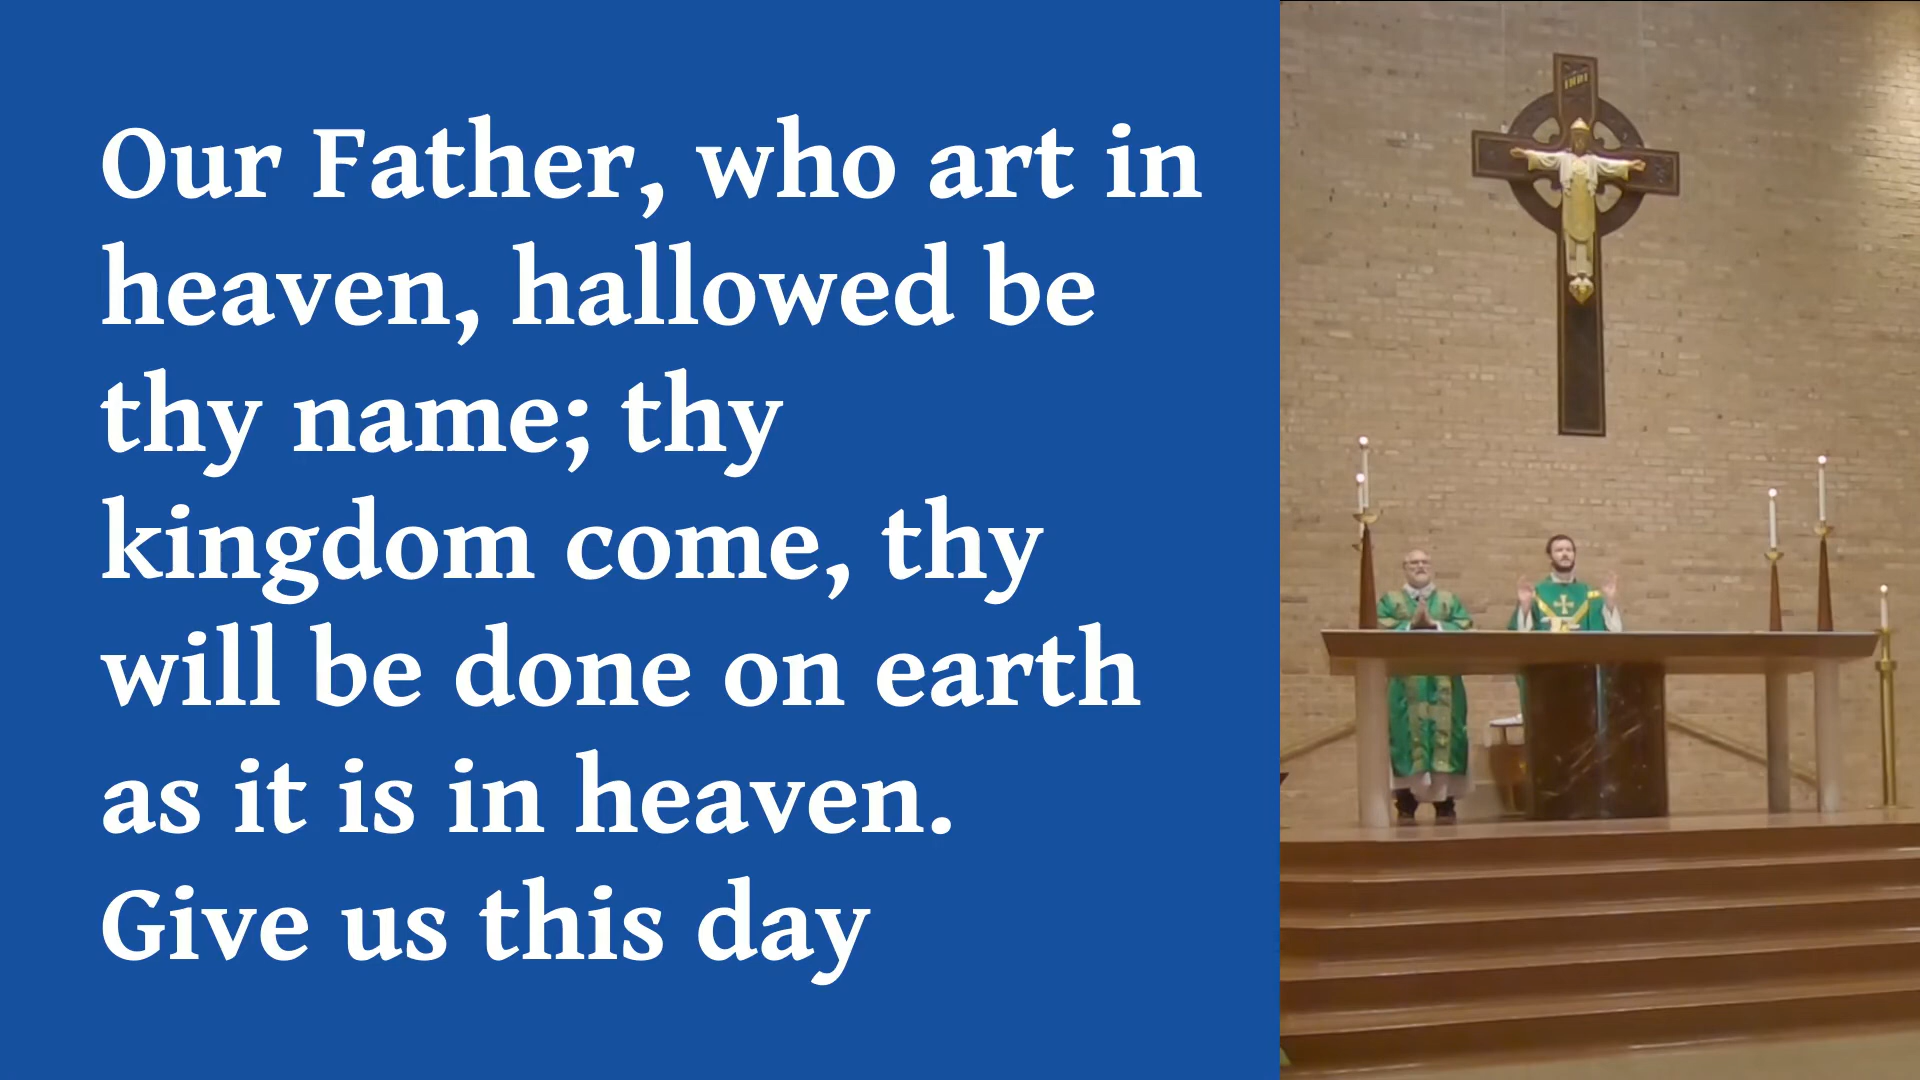 Our Father, who art in
heaven, hallowed be
thy name; thy
kingdom come, thy
will be done on earth
as it is in heaven.
Give us this day
INRI